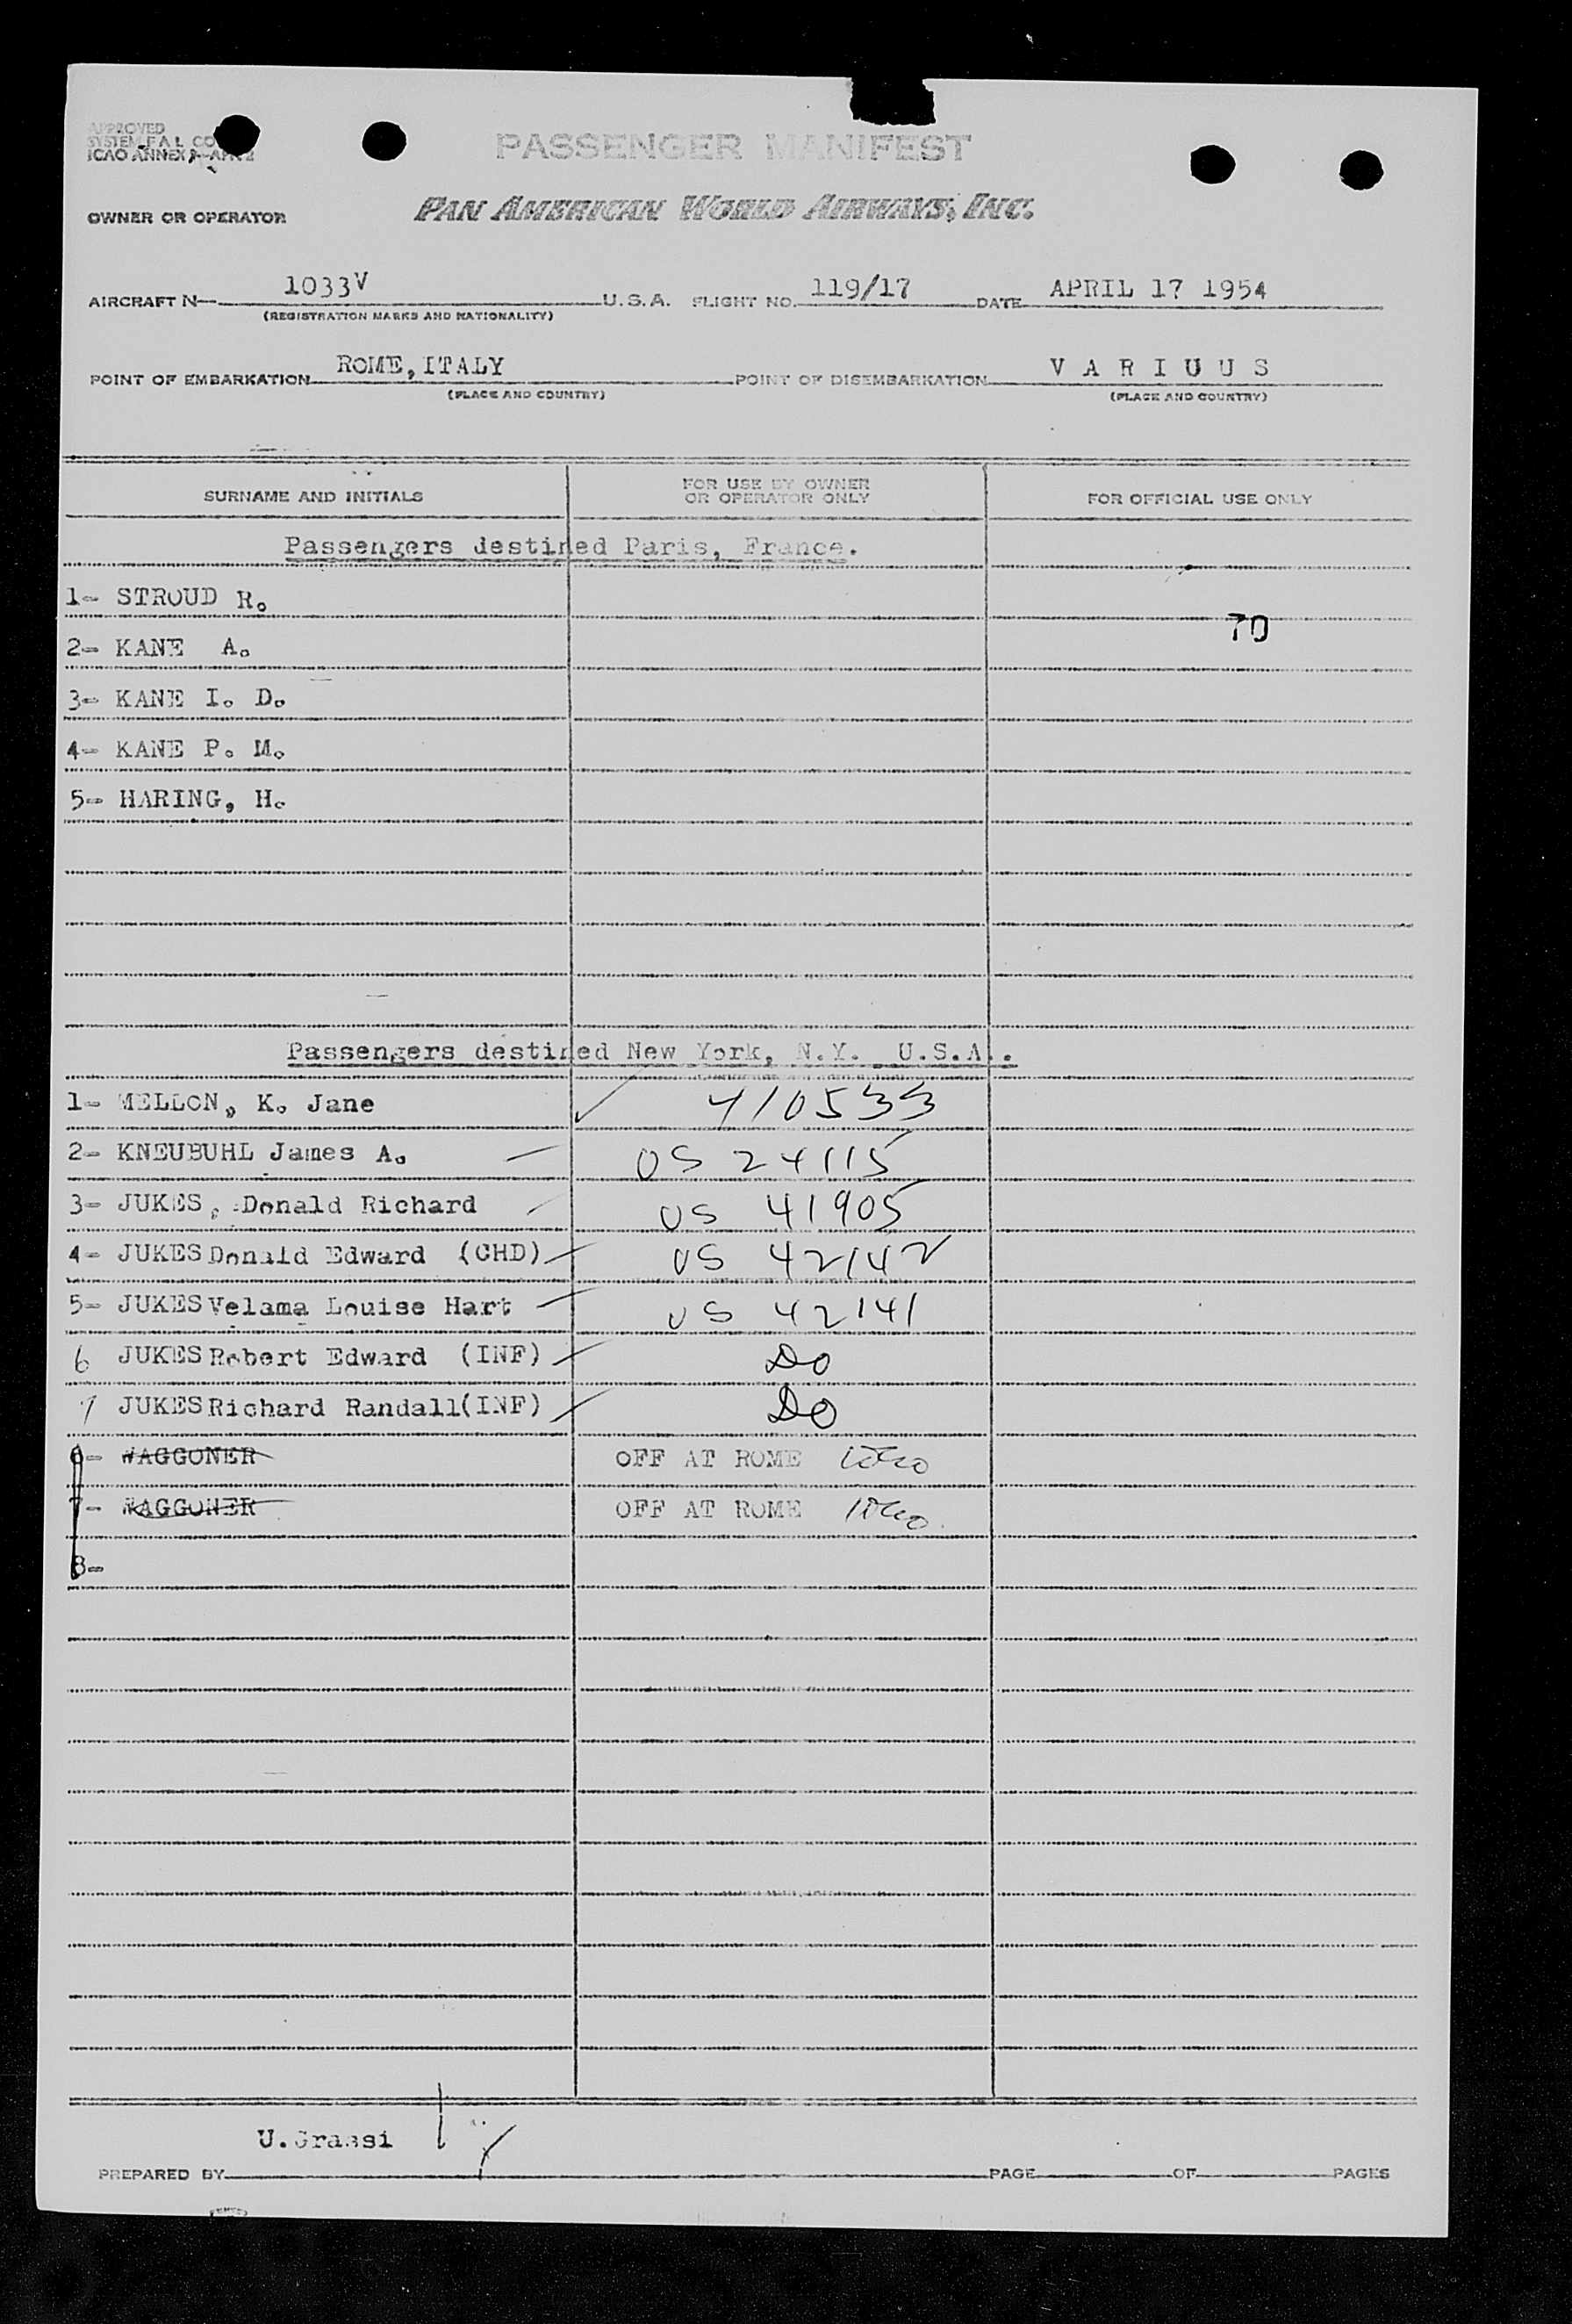 APPROVED
SYSTEM F A L
ICAO ANNEX
PASSENGER MANIFEST
OWNER OR OPERATOR PAN AMERICAN WORLD AIRWAYS, INC.
AIRCRAFT N— 1033V U.S.A. FLIGHT NO. 119/17 DATE APRIL 17 1954
(REGISTRATION MARKS AND NATIONALITY)
POINT OF EMBARKATION ROME, ITALY POINT OF DISEMBARKATION V A R I U U S
(PLACE AND COUNTRY) (PLACE AND COUNTRY)
SURNAME AND INITIALS FOR USE BY OWNER OR OPERATOR ONLY FOR OFFICIAL USE ONLY
Passengers destined Paris, France.
1- STROUD R.
70
2- KANE A.
3- KANE I. D.
4- KANE P. M.
5- HARING, H.
Passengers destined New York, N.Y. U.S.A..
1- MELLON, K. Jane 410533
2- KNEUBUHL James A. US 24115
3- JUKES, Donald Richard US 41905
4- JUKES Donald Edward (CHD) US 42142
5- JUKES Velama Louise Hart US 42141
6 JUKES Robert Edward (INF) DO
7 JUKES Richard Randall(INF) DO
6- WAGGONER OFF AT ROME
7- WAGGONER OFF AT ROME
8-
U.Grassi
PREPARED BY PAGE OF PAGES